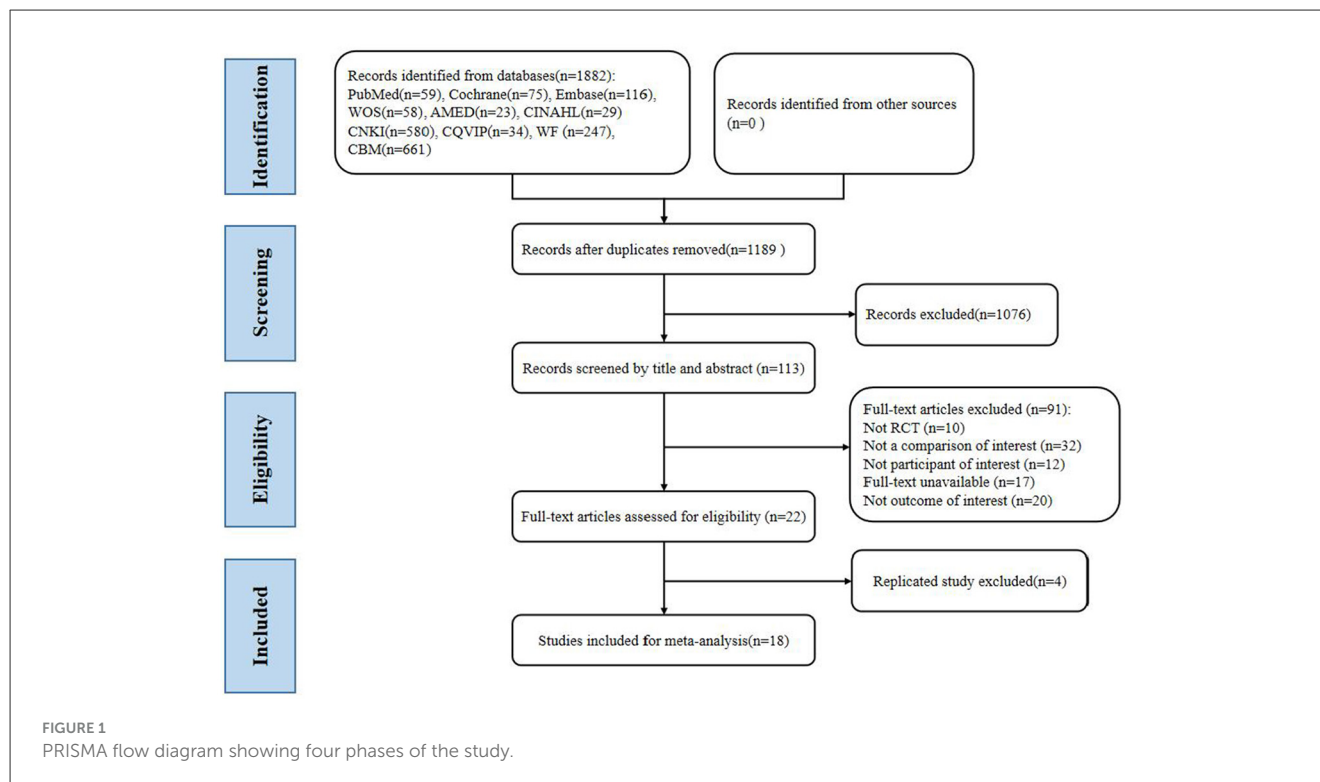 Identification
Records identified from databases(n=1882):
PubMed(n=59), Cochrane(n=75), Embase(n=116),
WOS(n=58), AMED(n=23), CINAHL(n=29)
CNKI(n=580), CQVIP(n=34), WF (n=247),
CBM(n=661)
Records identified from other sources
(n=0 )
Screening
Records after duplicates removed(n=1189 )
Records excluded(n=1076)
Records screened by title and abstract (n=113)
Eligibility
Full-text articles excluded (n=91):
Not RCT (n=10)
Not a comparison of interest (n=32)
Not participant of interest (n=12)
Full-text unavailable (n=17)
Not outcome of interest (n=20)
Full-text articles assessed for eligibility (n=22)
Included
Replicated study excluded(n=4)
Studies included for meta-analysis(n=18)
FIGURE 1
PRISMA flow diagram showing four phases of the study.